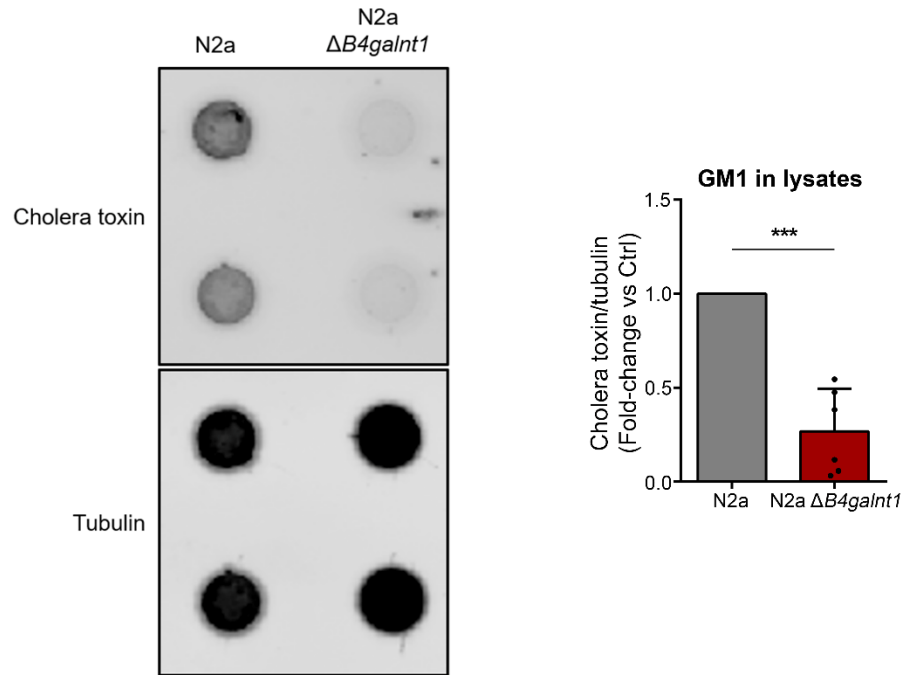 N2a
N2a
ΔB4galnt1
Cholera toxin
Tubulin
GM1 in lysates
Cholera toxin/tubulin
(Fold-change vs Ctrl)
1.5
1.0
0.5
0.0
***
N2a
N2a ΔB4galnt1